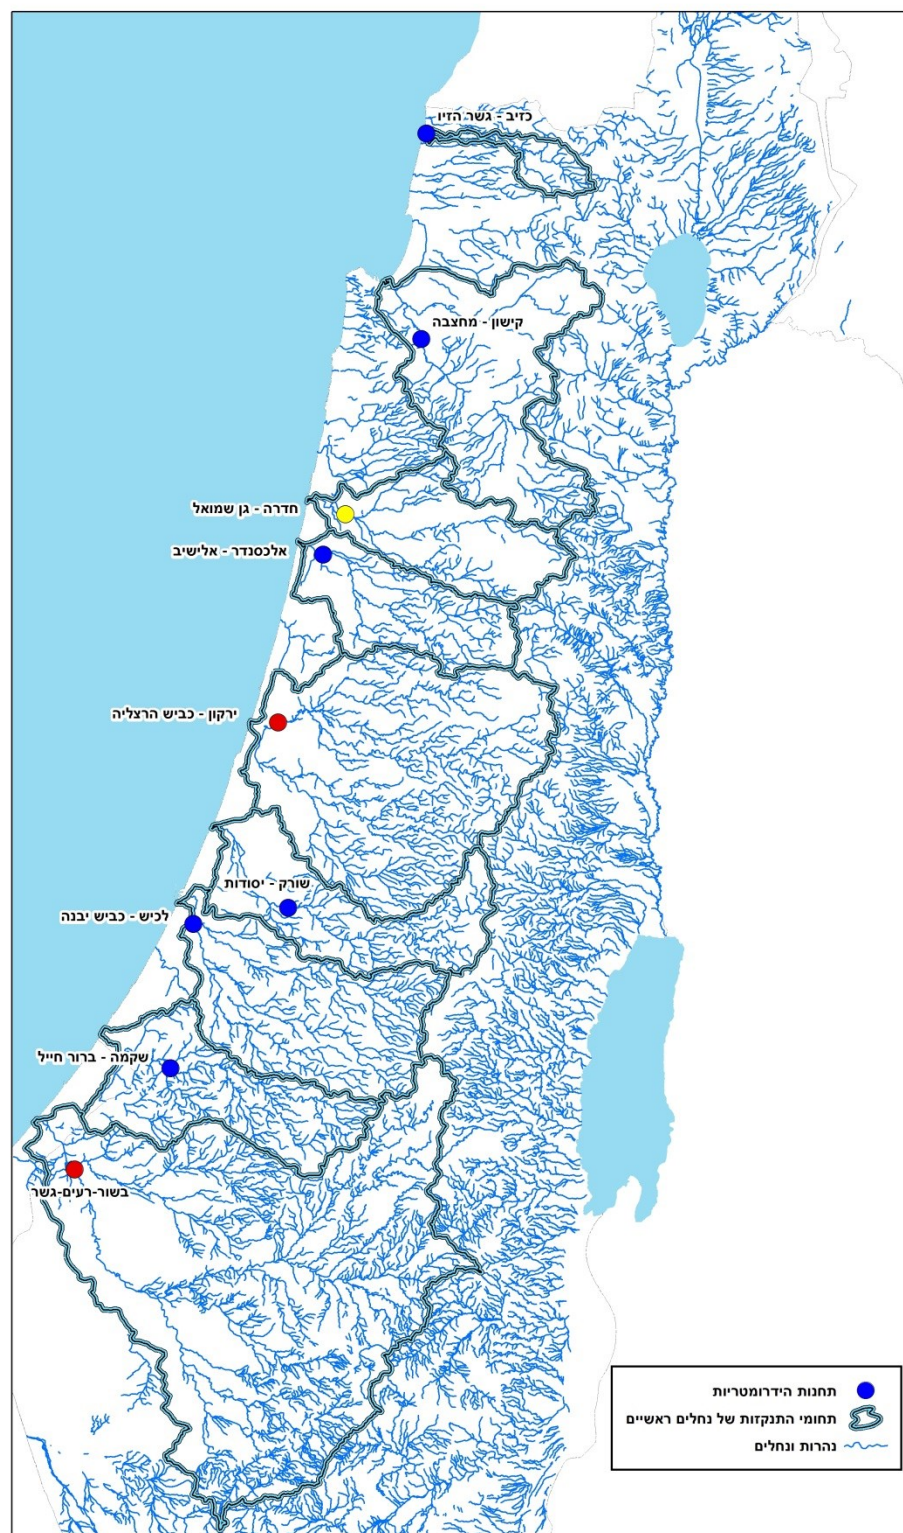 כזיב - גשר הזיו
קישון - מחצבה
חדרה - גן שמואל
אלכסנדר - אלישיב
ירקון - כביש הרצליה
שורק - יסודות
לכיש - כביש יבנה
שקמה - ברור חייל
בשור-רעים-גשר
תחנות הידרומטריות
תחומי התנקזות של נחלים ראשיים
נהרות ונחלים